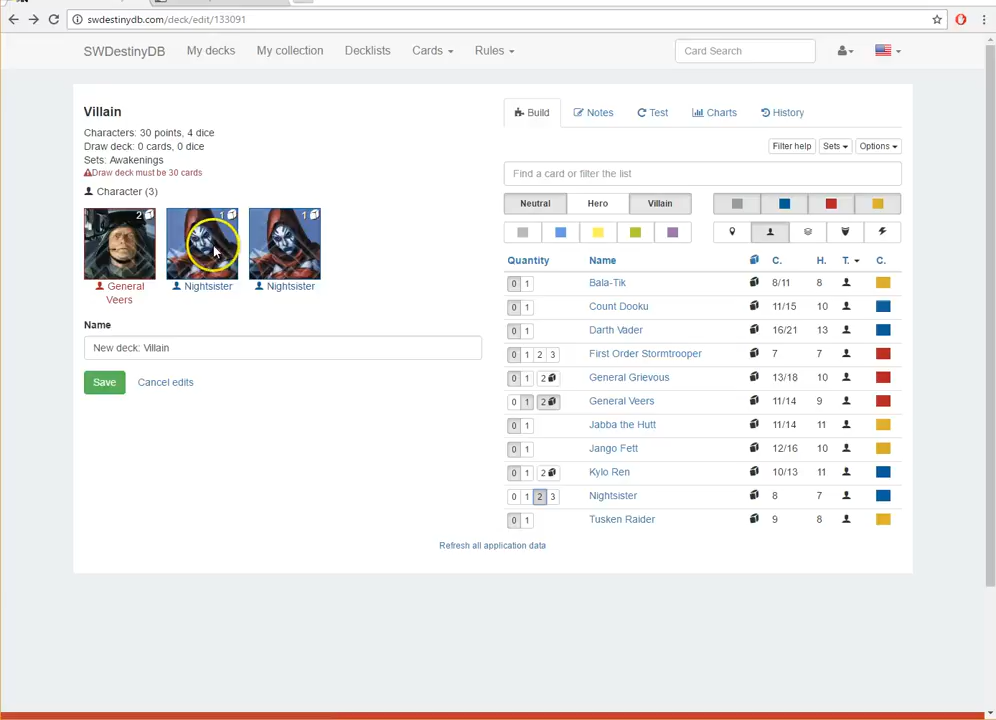 swdestinydb.com/deck/edit/133091
SWDestinyDB My decks My collection Decklists Cards Rules Card Search
Villain
Characters: 30 points, 4 dice
Draw deck: 0 cards, 0 dice
Sets: Awakenings
Draw deck must be 30 cards
Character (3)
2 1 1
General Veers Nightsister Nightsister
Name
New deck: Villain
Save Cancel edits
Build Notes Test Charts History
Filter help Sets Options
Find a card or filter the list
Neutral Hero Villain
Quantity Name C. H. T. C.
0 1 Bala-Tik 8/11 8
0 1 Count Dooku 11/15 10
0 1 Darth Vader 16/21 13
0 1 2 3 First Order Stormtrooper 7 7
0 1 2 General Grievous 13/18 10
0 1 2 General Veers 11/14 9
0 1 Jabba the Hutt 11/14 11
0 1 Jango Fett 12/16 10
0 1 2 Kylo Ren 10/13 11
0 1 2 3 Nightsister 8 7
0 1 Tusken Raider 9 8
Refresh all application data